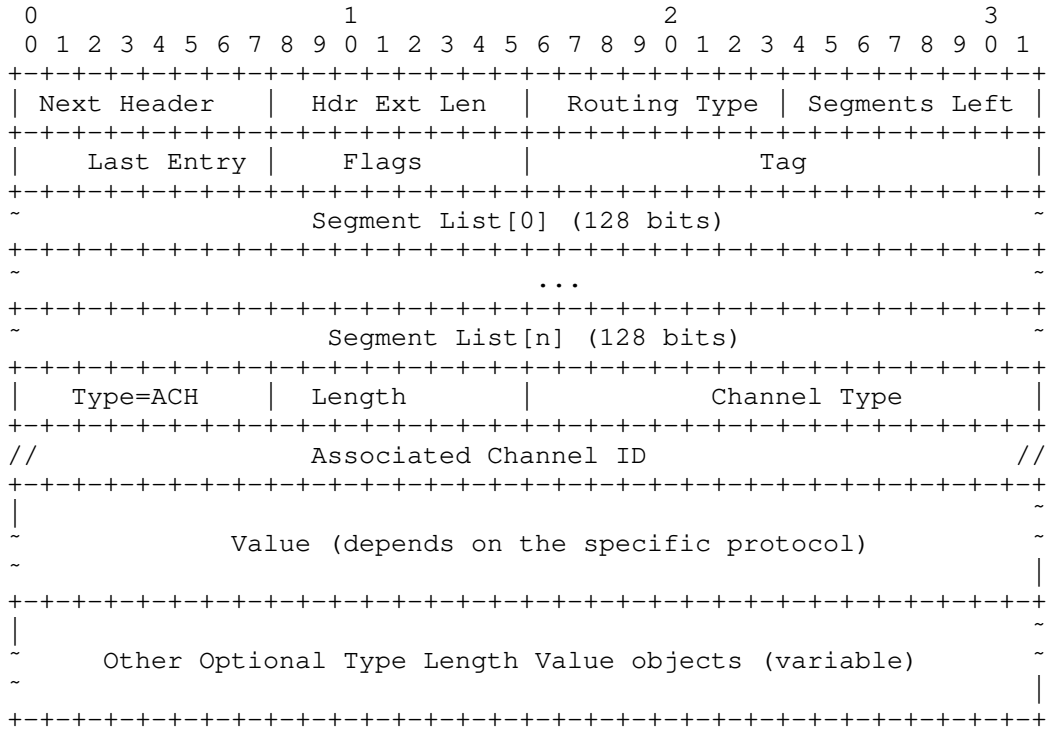 0                   1                   2                   3
 0 1 2 3 4 5 6 7 8 9 0 1 2 3 4 5 6 7 8 9 0 1 2 3 4 5 6 7 8 9 0 1
+-+-+-+-+-+-+-+-+-+-+-+-+-+-+-+-+-+-+-+-+-+-+-+-+-+-+-+-+-+-+-+-+
| Next Header   |  Hdr Ext Len  |  Routing Type | Segments Left |
+-+-+-+-+-+-+-+-+-+-+-+-+-+-+-+-+-+-+-+-+-+-+-+-+-+-+-+-+-+-+-+-+
|    Last Entry |    Flags      |               Tag             |
+-+-+-+-+-+-+-+-+-+-+-+-+-+-+-+-+-+-+-+-+-+-+-+-+-+-+-+-+-+-+-+-+
~                  Segment List[0] (128 bits)                   ~
+-+-+-+-+-+-+-+-+-+-+-+-+-+-+-+-+-+-+-+-+-+-+-+-+-+-+-+-+-+-+-+-+
~                                ...                            ~
+-+-+-+-+-+-+-+-+-+-+-+-+-+-+-+-+-+-+-+-+-+-+-+-+-+-+-+-+-+-+-+-+
~                   Segment List[n] (128 bits)                  ~
+-+-+-+-+-+-+-+-+-+-+-+-+-+-+-+-+-+-+-+-+-+-+-+-+-+-+-+-+-+-+-+-+
|   Type=ACH    |  Length       |           Channel Type        |
+-+-+-+-+-+-+-+-+-+-+-+-+-+-+-+-+-+-+-+-+-+-+-+-+-+-+-+-+-+-+-+-+
//                 Associated Channel ID                       //
+-+-+-+-+-+-+-+-+-+-+-+-+-+-+-+-+-+-+-+-+-+-+-+-+-+-+-+-+-+-+-+-+
|                                                               ~
~             Value (depends on the specific protocol)          ~
~                                                               |
+-+-+-+-+-+-+-+-+-+-+-+-+-+-+-+-+-+-+-+-+-+-+-+-+-+-+-+-+-+-+-+-+
|                                                               ~
~     Other Optional Type Length Value objects (variable)       ~
~                                                               |
+-+-+-+-+-+-+-+-+-+-+-+-+-+-+-+-+-+-+-+-+-+-+-+-+-+-+-+-+-+-+-+-+